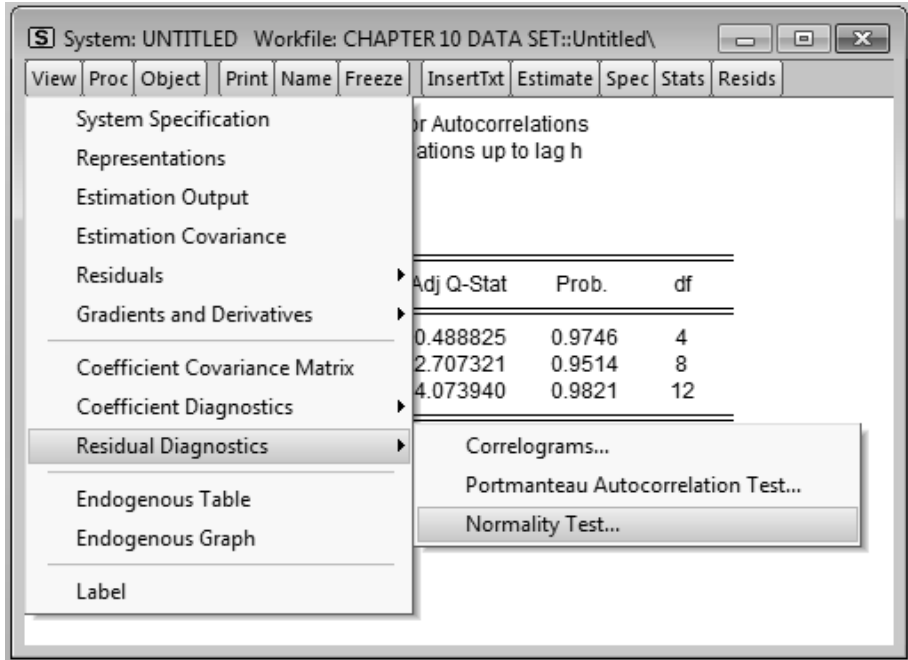 S System: UNTITLED Workfile: CHAPTER 10 DATA SET::Untitled\
View Proc Object Print Name Freeze InsertTxt Estimate Spec Stats Resids
System Specification
Representations
Estimation Output
Estimation Covariance
Residuals
Gradients and Derivatives
Coefficient Covariance Matrix
Coefficient Diagnostics
Residual Diagnostics
Endogenous Table
Endogenous Graph
Label
or Autocorrelations
ations up to lag h
Adj Q-Stat Prob. df
0.488825 0.9746 4
2.707321 0.9514 8
4.073940 0.9821 12
Correlograms...
Portmanteau Autocorrelation Test...
Normality Test...